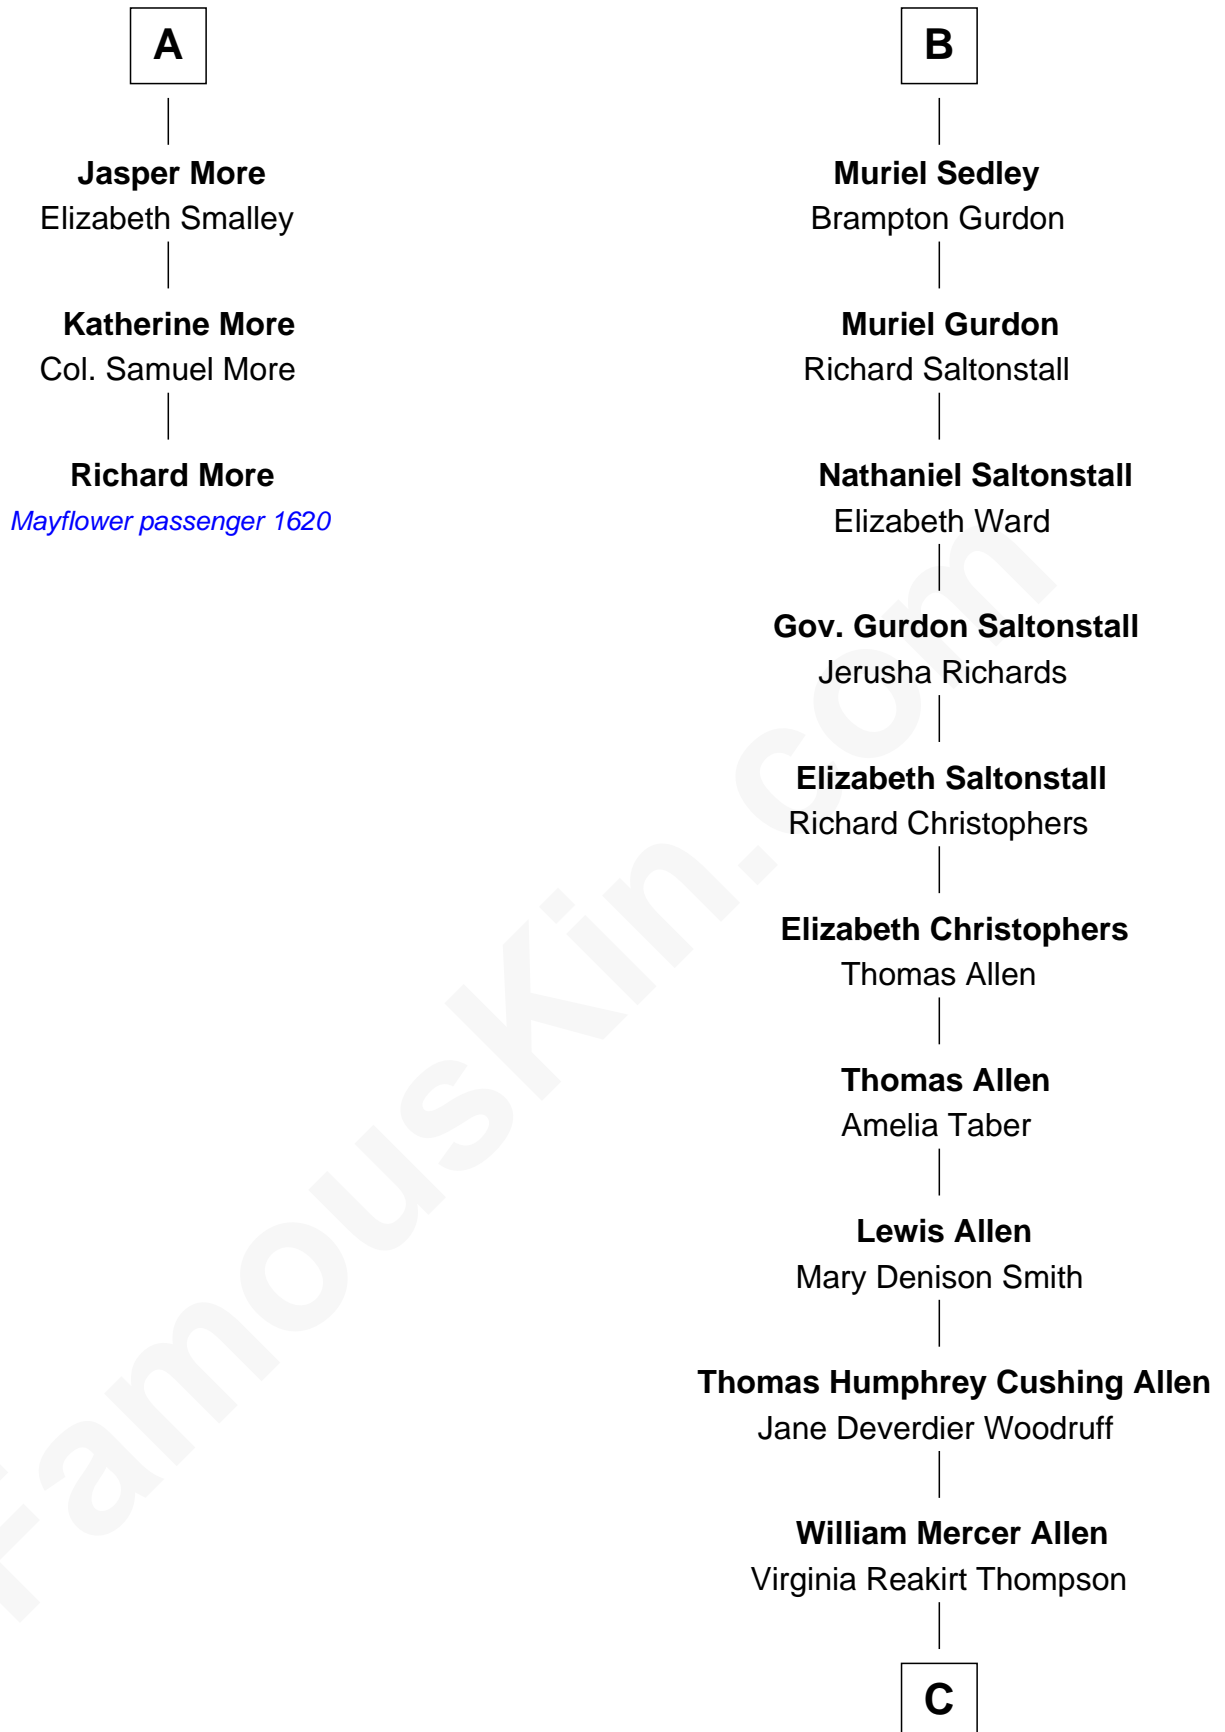 A
Jasper More
Elizabeth Smalley
Katherine More
Col. Samuel More
Richard More
Mayflower passenger 1620
B
Muriel Sedley
Brampton Gurdon
Muriel Gurdon
Richard Saltonstall
Nathaniel Saltonstall
Elizabeth Ward
Gov. Gurdon Saltonstall
Jerusha Richards
Elizabeth Saltonstall
Richard Christophers
Elizabeth Christophers
Thomas Allen
Thomas Allen
Amelia Taber
Lewis Allen
Mary Denison Smith
Thomas Humphrey Cushing Allen
Jane Deverdier Woodruff
William Mercer Allen
Virginia Reakirt Thompson
C
FamousKin.com